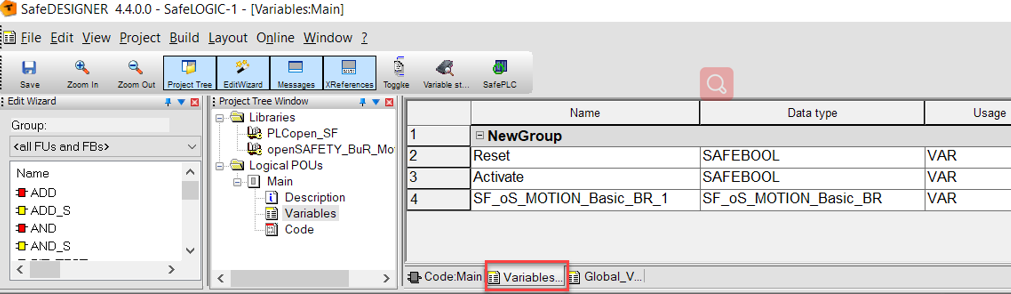 SafeDESIGNER 4.4.0.0 - SafeLOGIC-1 - [Variables:Main]
File Edit View Project Build Layout Online Window ?
Save Zoom In Zoom Out Project Tree EditWizard Messages XReferences Toggle Variable st... SafePLC
Edit Wizard
Group:
<all FUs and FBs>
Name
ADD
ADD_S
AND
AND_S
Project Tree Window
Libraries
PLCopen_SF
openSAFETY_BuR_Mo
Logical POUs
Main
Description
Variables
Code
Name Data type Usage
1 NewGroup
2 Reset SAFEBOOL VAR
3 Activate SAFEBOOL VAR
4 SF_oS_MOTION_Basic_BR_1 SF_oS_MOTION_Basic_BR VAR
Code:Main Variables... Global_V...